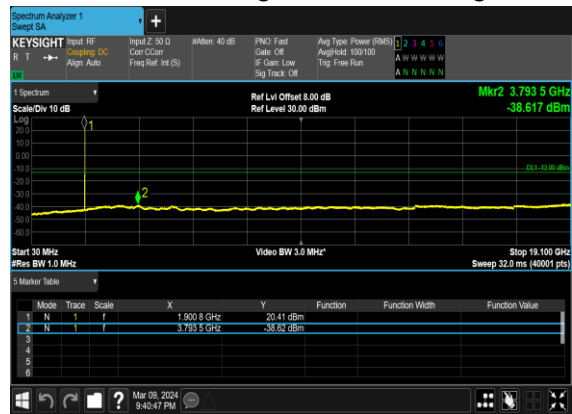 Spectrum Analyzer 1
Swept SA
+
KEYSIGHT Input: RF Input Z: 50 Ω #Atten: 40 dB PNO: Fast Avg Type: Power (RMS) 1 2 3 4 5 6
R T Coupling: DC Corr CCorr Gate: Off Avg|Hold: 100/100 A W W W W W
Align: Auto Freq Ref: Int (S) IF Gain: Low Trig: Free Run
LXI Sig Track: Off A N N N N N
1 Spectrum Ref Lvl Offset 8.00 dB Mkr2 3.793 5 GHz
Scale/Div 10 dB Ref Level 30.00 dBm -38.617 dBm
Log
20.0 1
10.0
0.00
-10.0 DL1 -13.00 dBm
-20.0
-30.0 2
-40.0
-50.0
-60.0
Start 30 MHz Video BW 3.0 MHz* Stop 19.100 GHz
#Res BW 1.0 MHz Sweep 32.0 ms (40001 pts)
5 Marker Table
Mode Trace Scale X Y Function Function Width Function Value
1 N 1 f 1.900 8 GHz 20.41 dBm
2 N 1 f 3.793 5 GHz -38.62 dBm
3
4
5
6
? Mar 09, 2024
9:40:47 PM